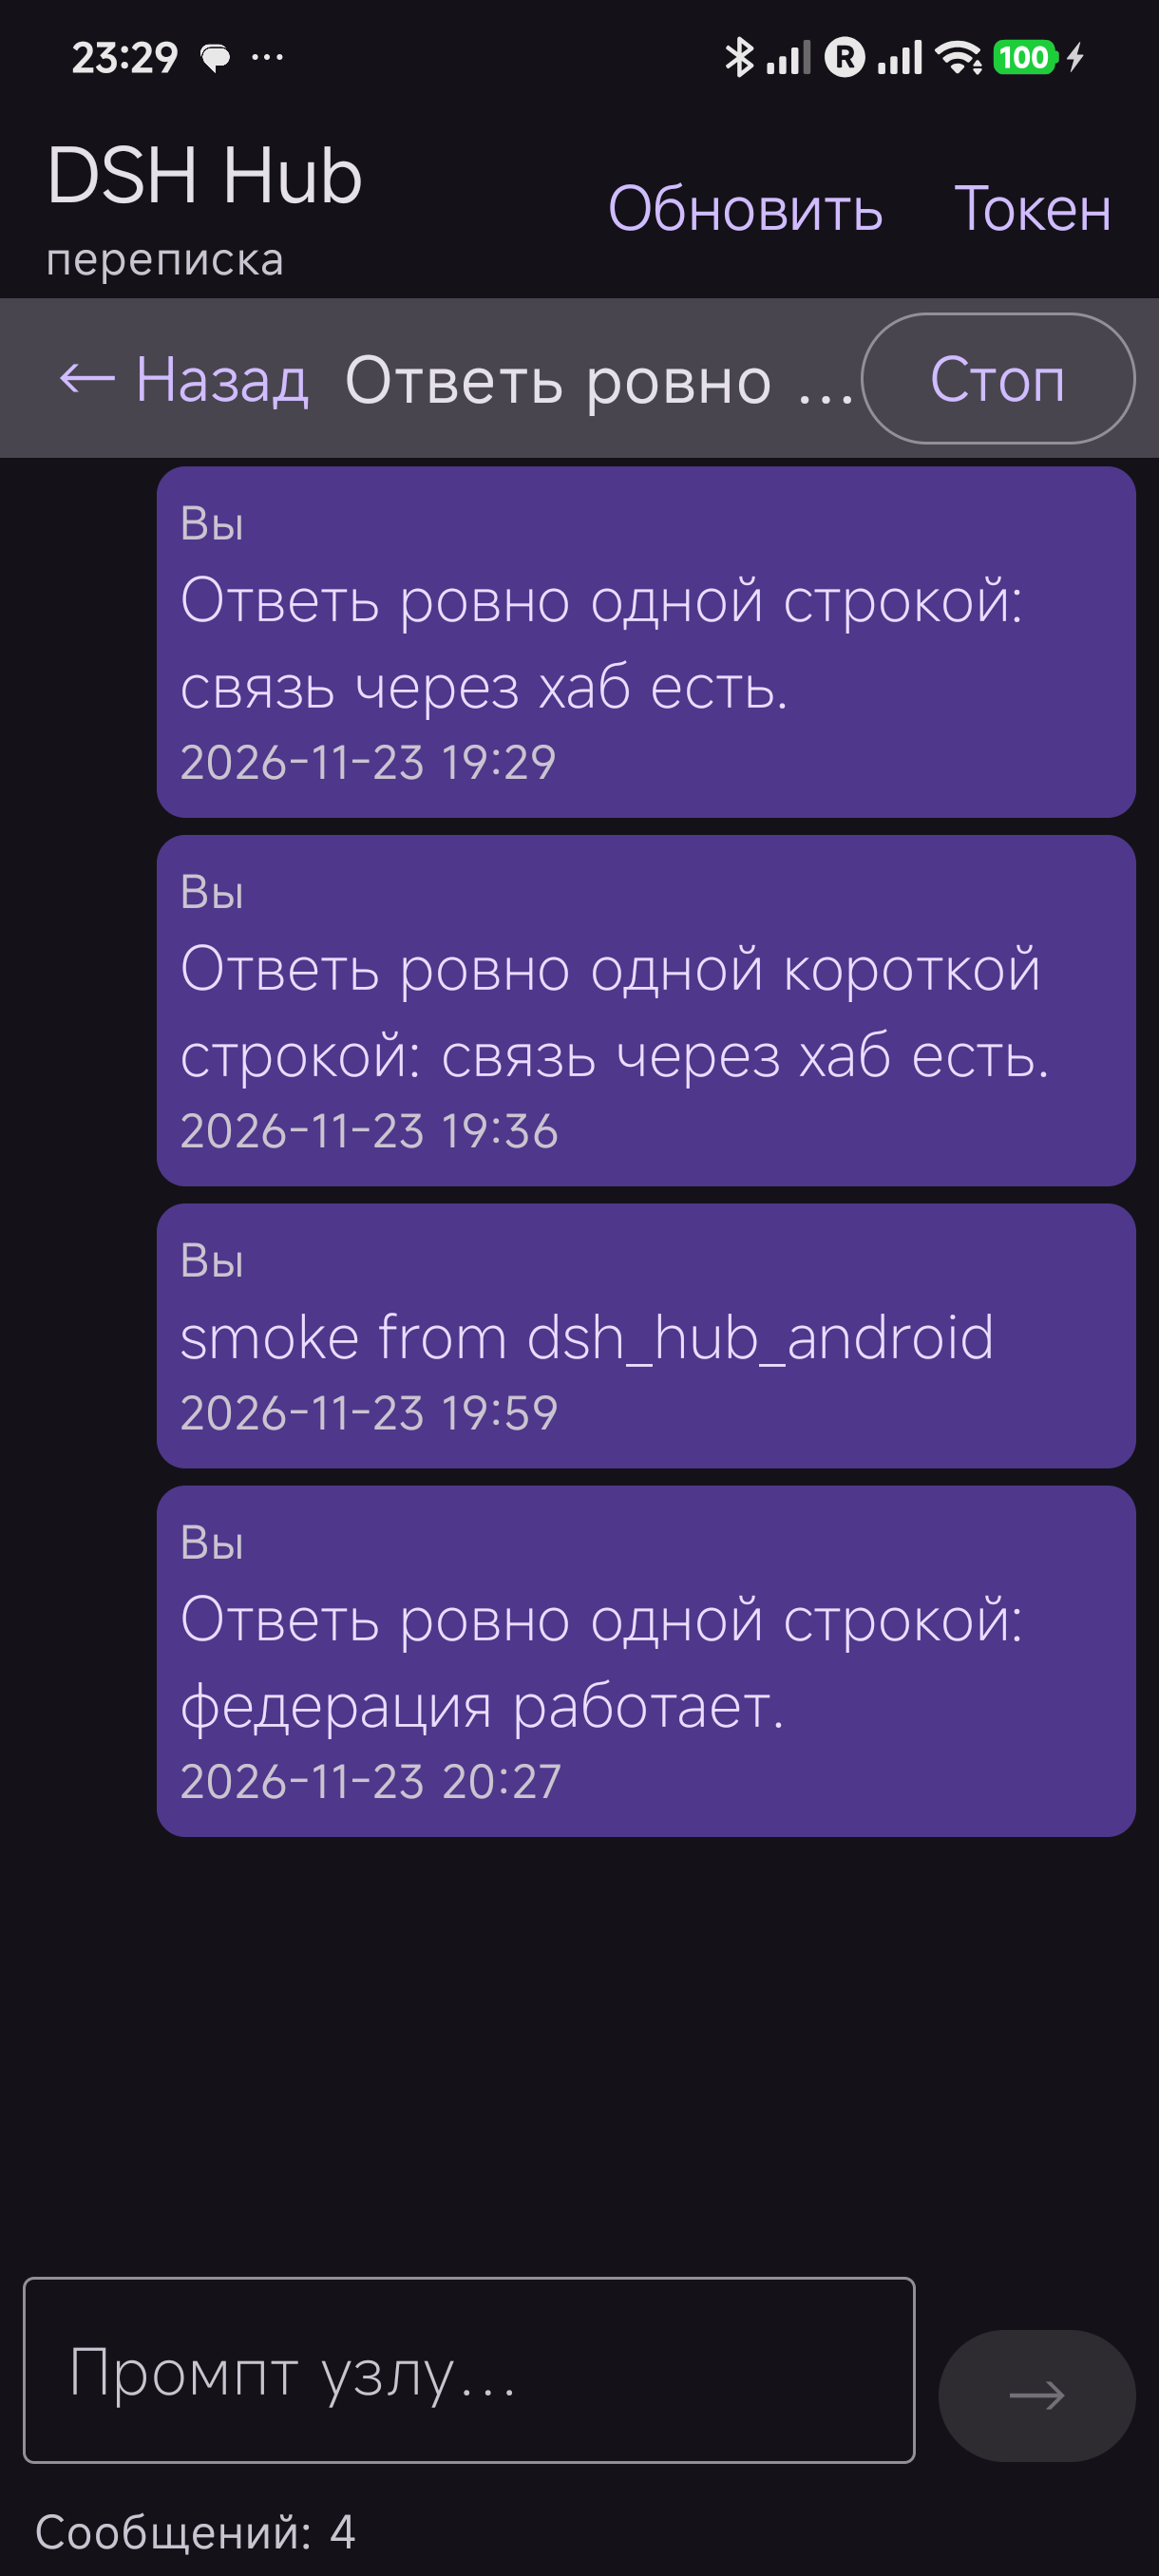 23:29 ... R 100
DSH Hub
переписка
Обновить Токен
← Назад Ответь ровно ... Стоп
Вы
Ответь ровно одной строкой:
связь через хаб есть.
2026-11-23 19:29
Вы
Ответь ровно одной короткой
строкой: связь через хаб есть.
2026-11-23 19:36
Вы
smoke from dsh_hub_android
2026-11-23 19:59
Вы
Ответь ровно одной строкой:
федерация работает.
2026-11-23 20:27
Промпт узлу...
→
Сообщений: 4